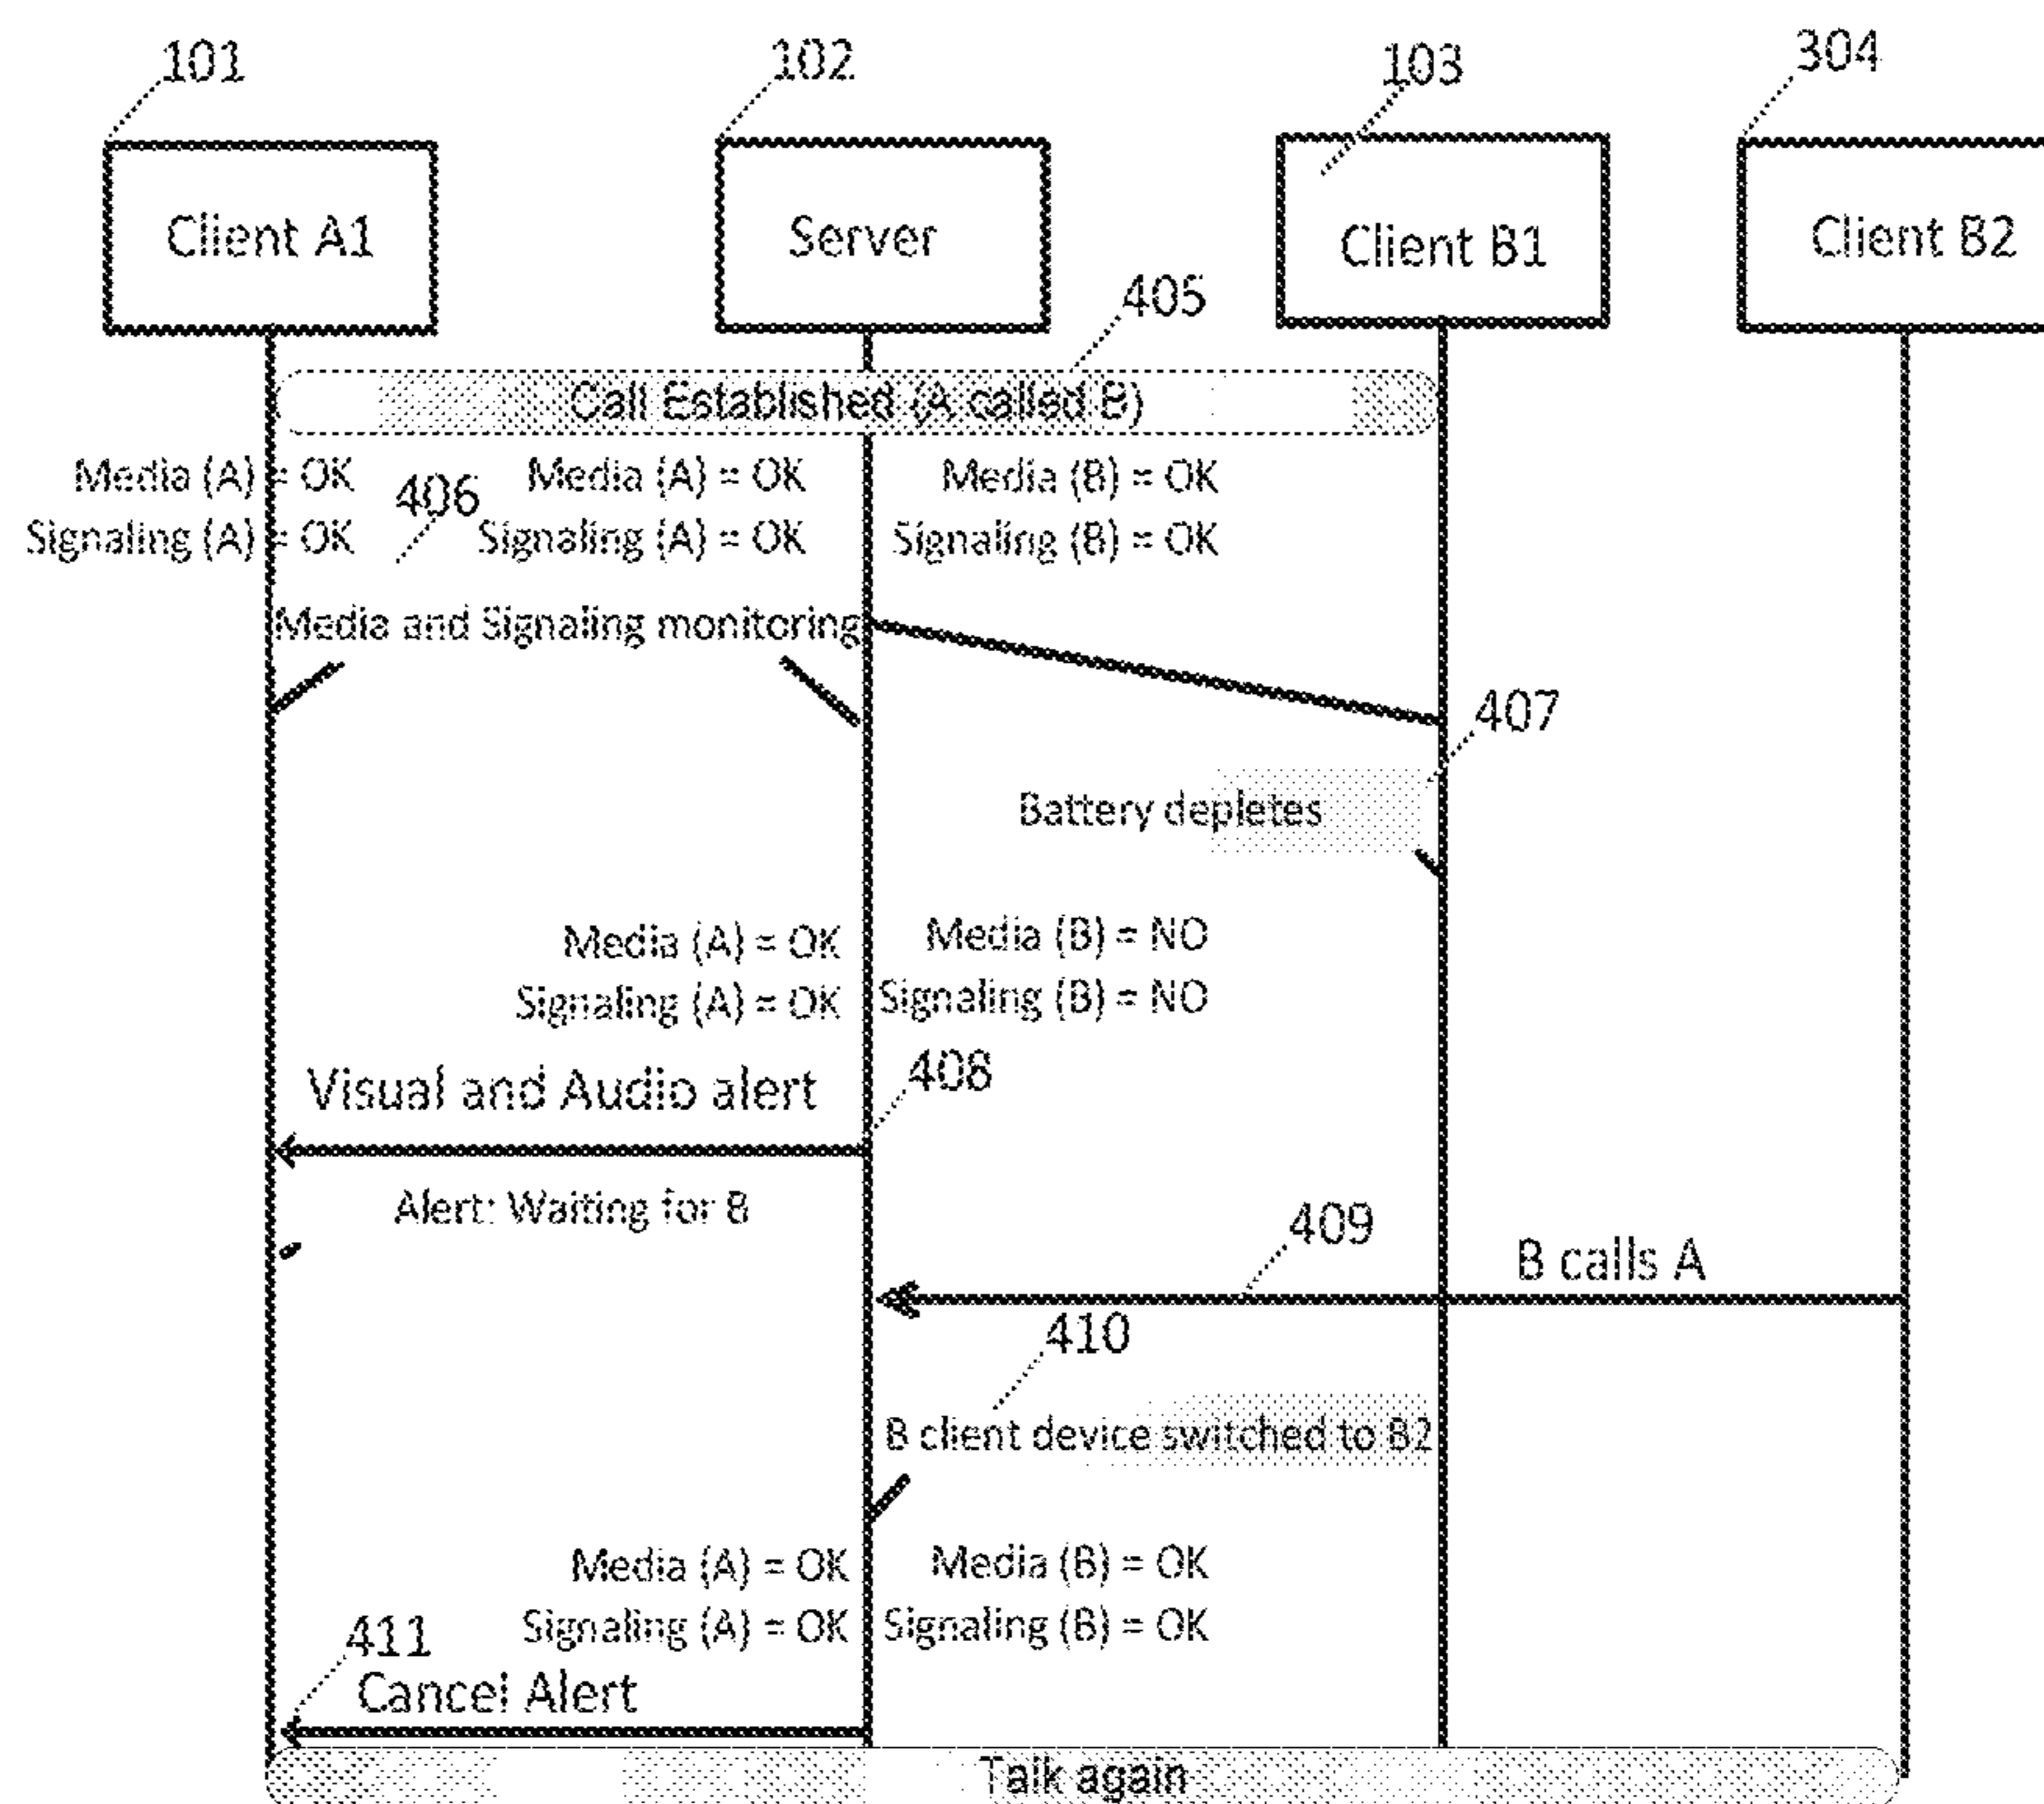 101
102
103
304
Client A1
Server
Client B1
Client B2
405
Call Established (A called B)
Media (A) = OK
Signaling (A) = OK
406
Media (A) = OK
Signaling (A) = OK
Media (B) = OK
Signaling (B) = OK
Media and Signaling monitoring
407
Battery depletes
Media (A) = OK
Signaling (A) = OK
Media (B) = NO
Signaling (B) = NO
408
Visual and Audio alert
Alert: Waiting for B
409
B calls A
410
B client device switched to B2
Media (A) = OK
Signaling (A) = OK
Media (B) = OK
Signaling (B) = OK
411
Cancel Alert
Talk again